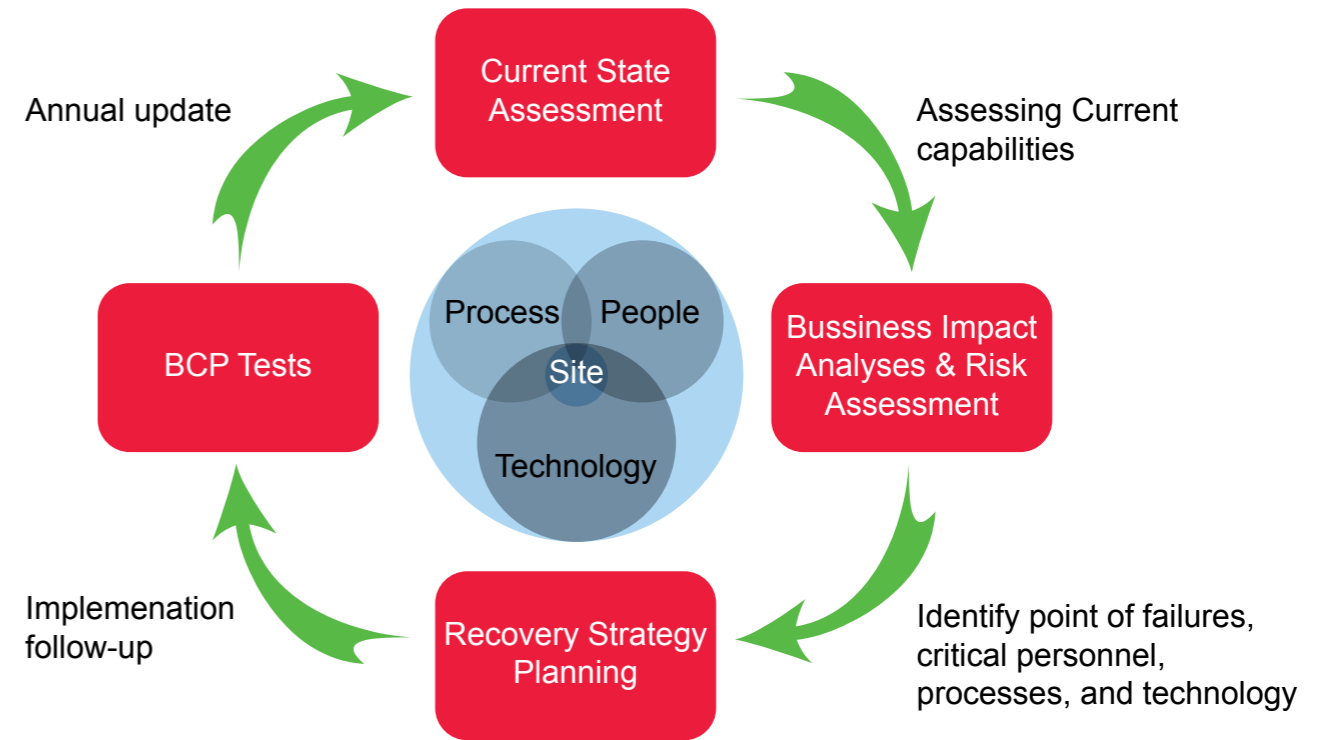 Current State
Assessment
Annual update
Assessing Current
capabilities
Process
People
Site
Technology
BCP Tests
Bussiness Impact
Analyses & Risk
Assessment
Recovery Strategy
Planning
Implemenation
follow-up
Identify point of failures,
critical personnel,
processes, and technology